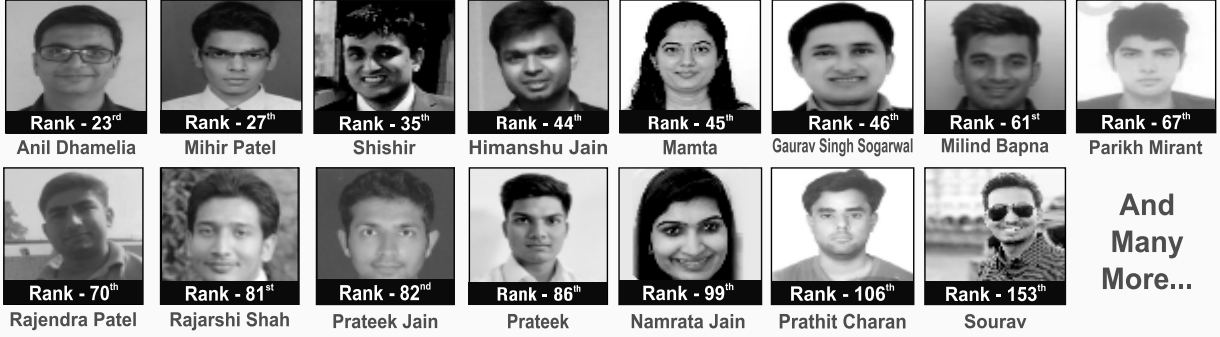 Rank - 23rd Rank - 27th Rank - 35th Rank - 44th Rank - 45th Rank - 46th Rank - 61st Rank - 67th
Anil Dhamelia Mihir Patel Shishir Himanshu Jain Mamta Gaurav Singh Sogarwal Milind Bapna Parikh Mirant
And
Many
More...
Rank - 70th Rank - 81st Rank - 82nd Rank - 86th Rank - 99th Rank - 106th Rank - 153th
Rajendra Patel Rajarshi Shah Prateek Jain Prateek Namrata Jain Prathit Charan Sourav